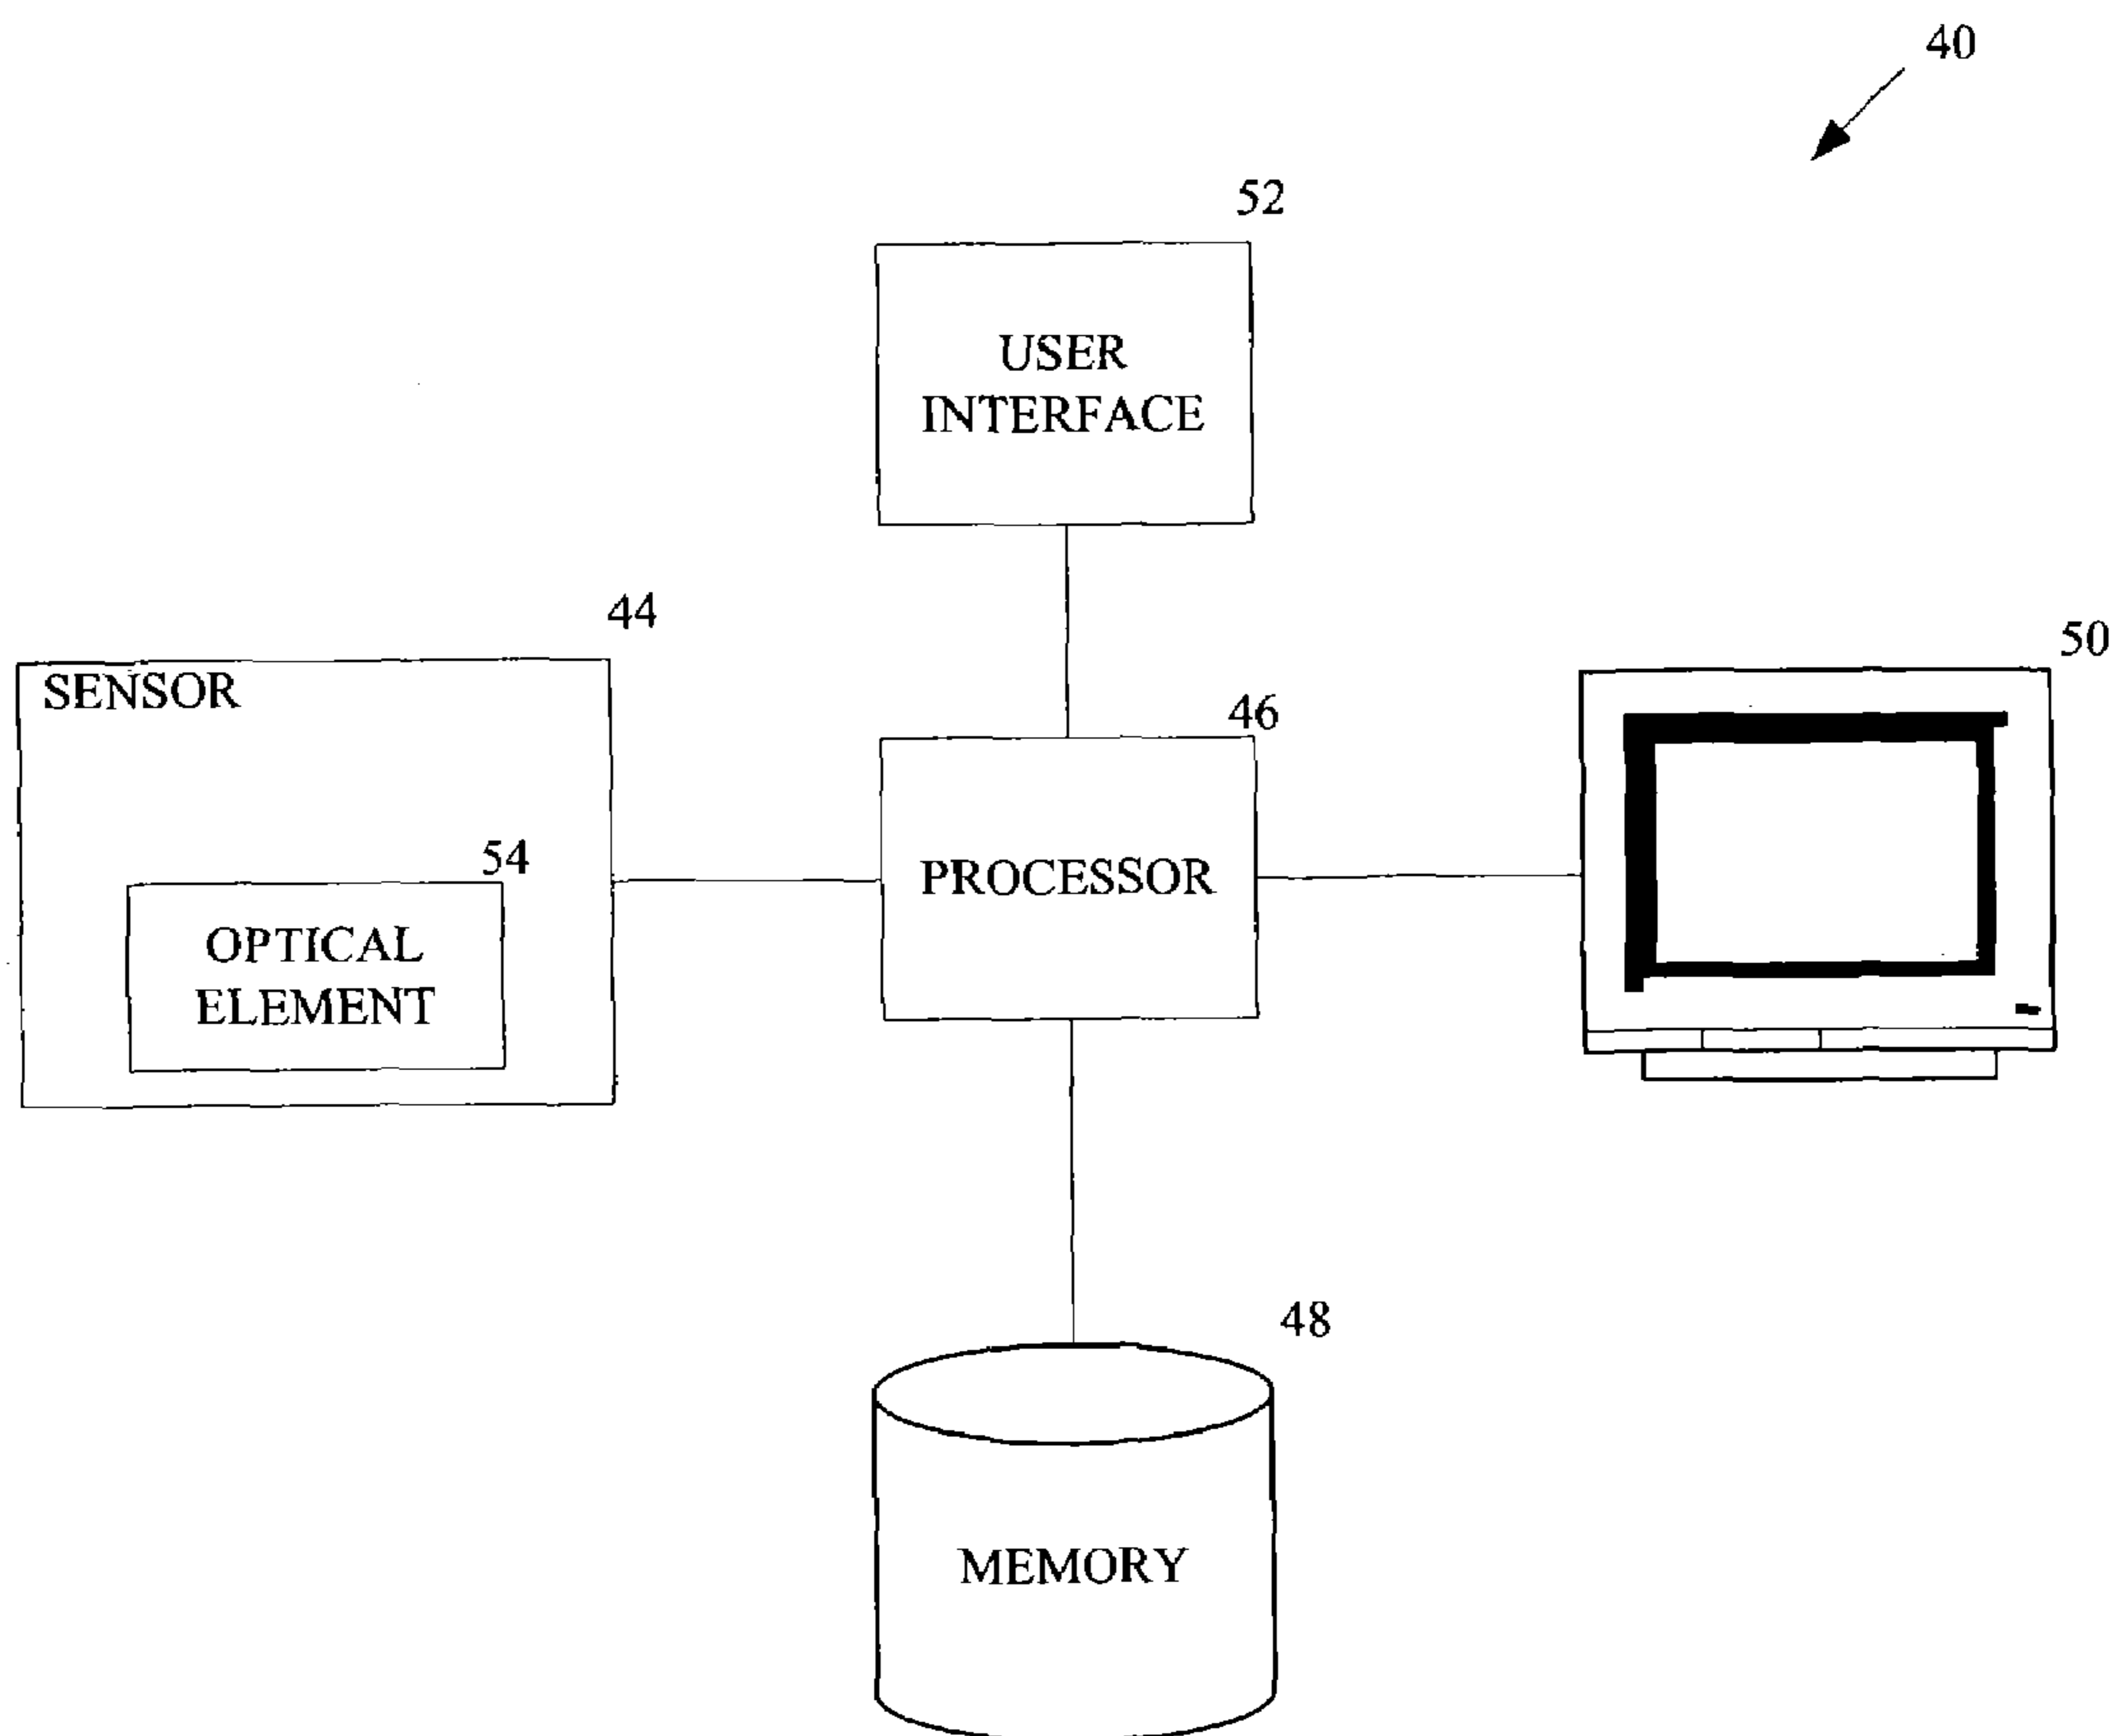 40
52
USER
INTERFACE
44
50
SENSOR
46
54
PROCESSOR
OPTICAL
ELEMENT
48
MEMORY